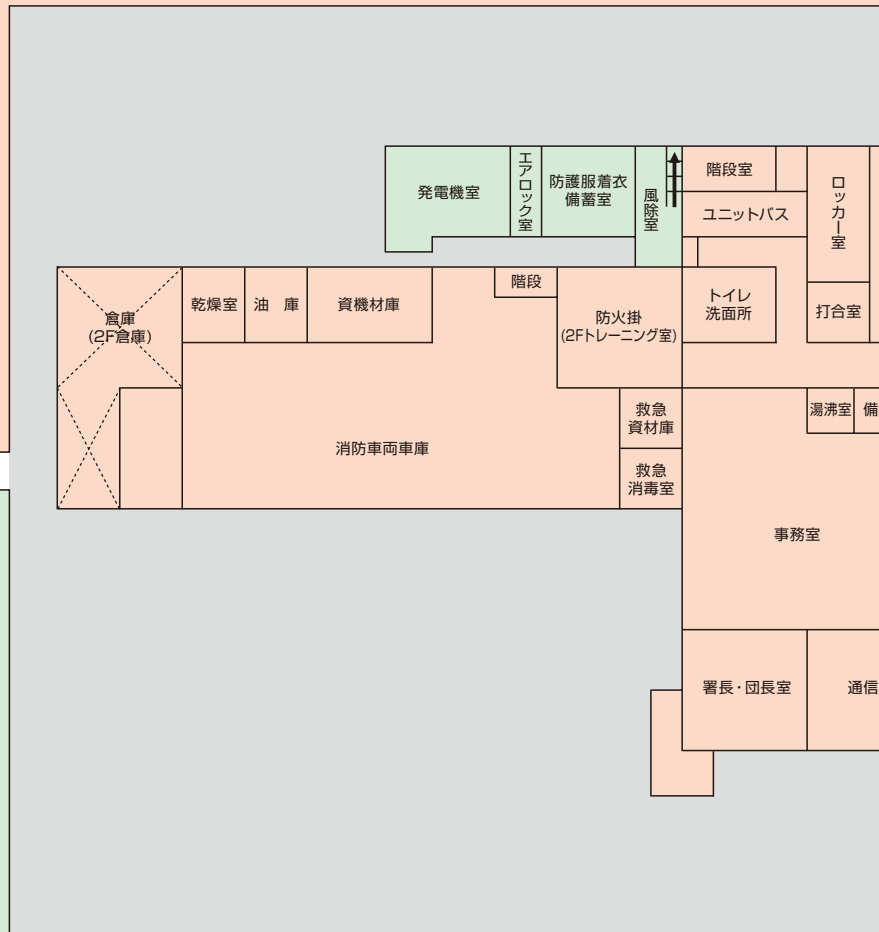 発電機室
エアロック室
防護服着衣
備蓄室
風除室
階段室
ユニットバス
ロッカー室
倉庫
(2F倉庫)
乾燥室
油 庫
資機材庫
階段
防火掛
(2Fトレーニング室)
トイレ
洗面所
打合室
消防車両車庫
救急
資材庫
救急
消毒室
湯沸室
備
事務室
署長・団長室
通信